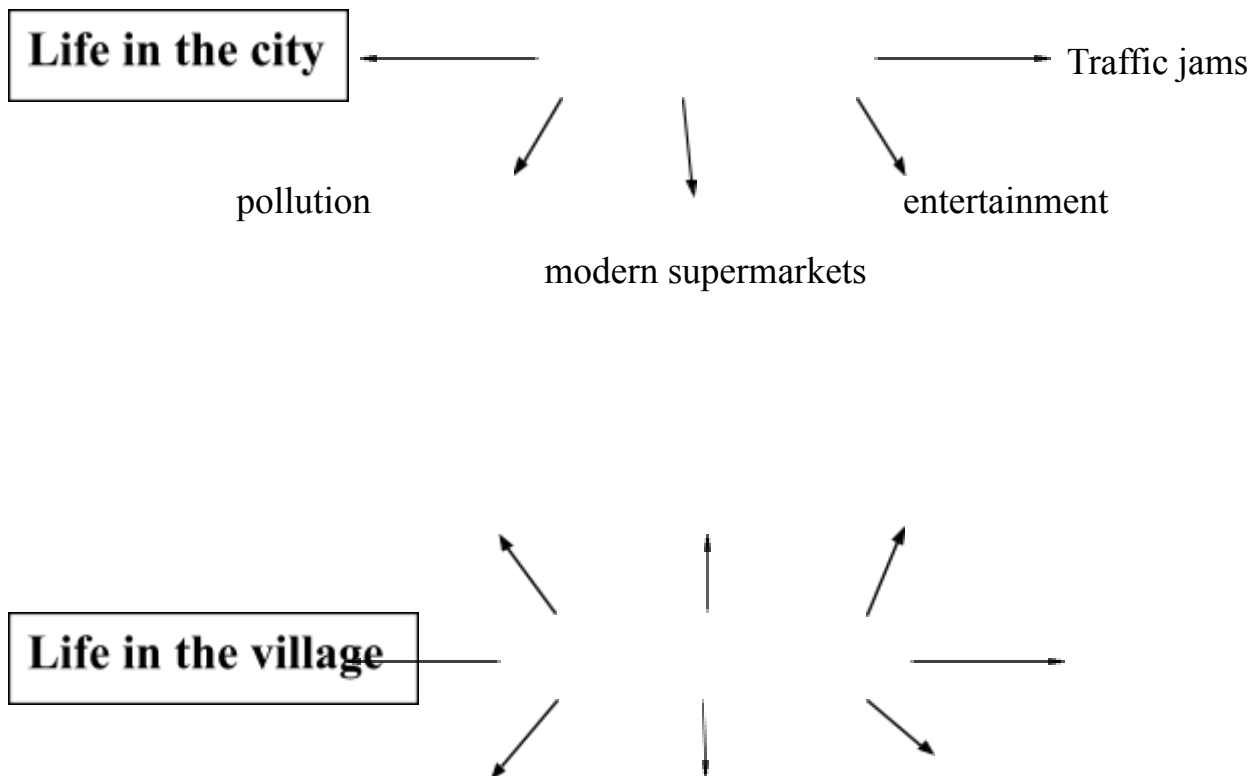 Life in the city
Traffic jams
pollution
entertainment
modern supermarkets
Life in the village